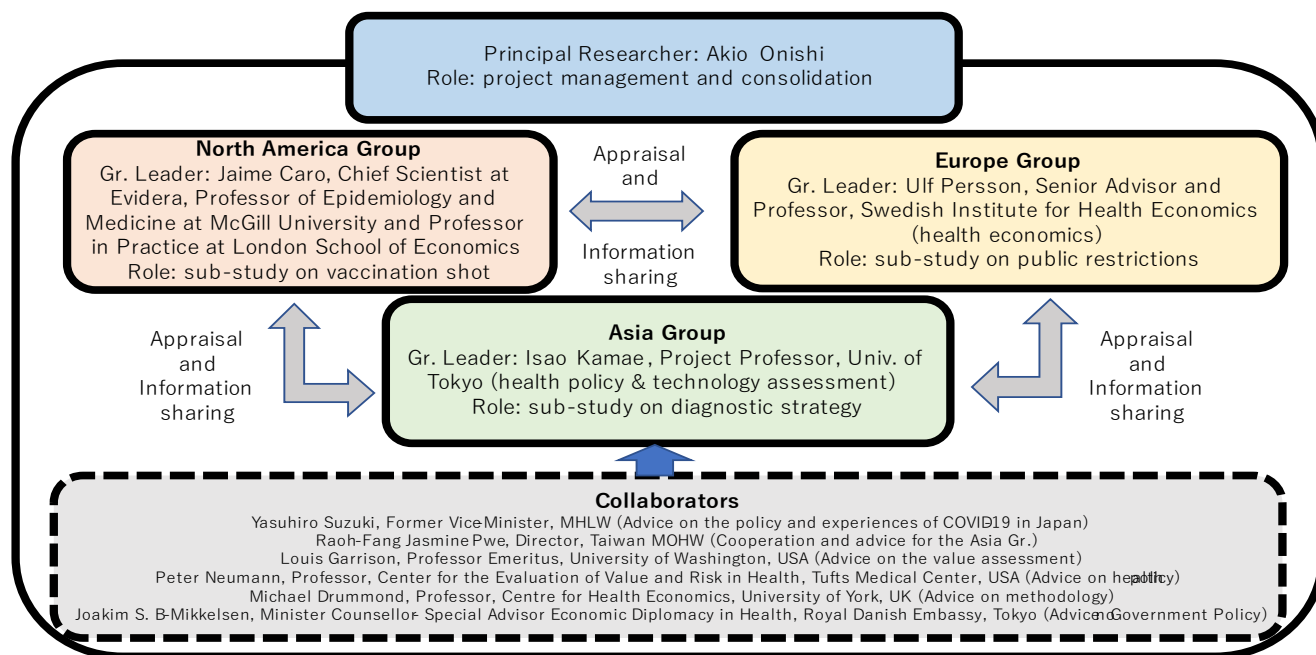 Principal Researcher: Akio Onishi
Role: project management and consolidation
North America Group
Gr. Leader: Jaime Caro, Chief Scientist at
Evidera, Professor of Epidemiology and
Medicine at McGill University and Professor
in Practice at London School of Economics
Role: sub-study on vaccination shot
Appraisal
and
Information
sharing
Europe Group
Gr. Leader: Ulf Persson, Senior Advisor and
Professor, Swedish Institute for Health Economics
(health economics)
Role: sub-study on public restrictions
Appraisal
and
Information
sharing
Asia Group
Gr. Leader: Isao Kamae, Project Professor, Univ. of
Tokyo (health policy & technology assessment)
Role: sub-study on diagnostic strategy
Appraisal
and
Information
sharing
Collaborators
Yasuhiro Suzuki, Former Vice-Minister, MHLW (Advice on the policy and experiences of COVID-19 in Japan)
Raoh-Fang Jasmine Pwe, Director, Taiwan MOHW (Cooperation and advice for the Asia Gr.)
Louis Garrison, Professor Emeritus, University of Washington, USA (Advice on the value assessment)
Peter Neumann, Professor, Center for the Evaluation of Value and Risk in Health, Tufts Medical Center, USA (Advice on health policy)
Michael Drummond, Professor, Centre for Health Economics, University of York, UK (Advice on methodology)
Joakim S. B-Mikkelsen, Minister Counsellor- Special Advisor Economic Diplomacy in Health, Royal Danish Embassy, Tokyo (Advice Government Policy)